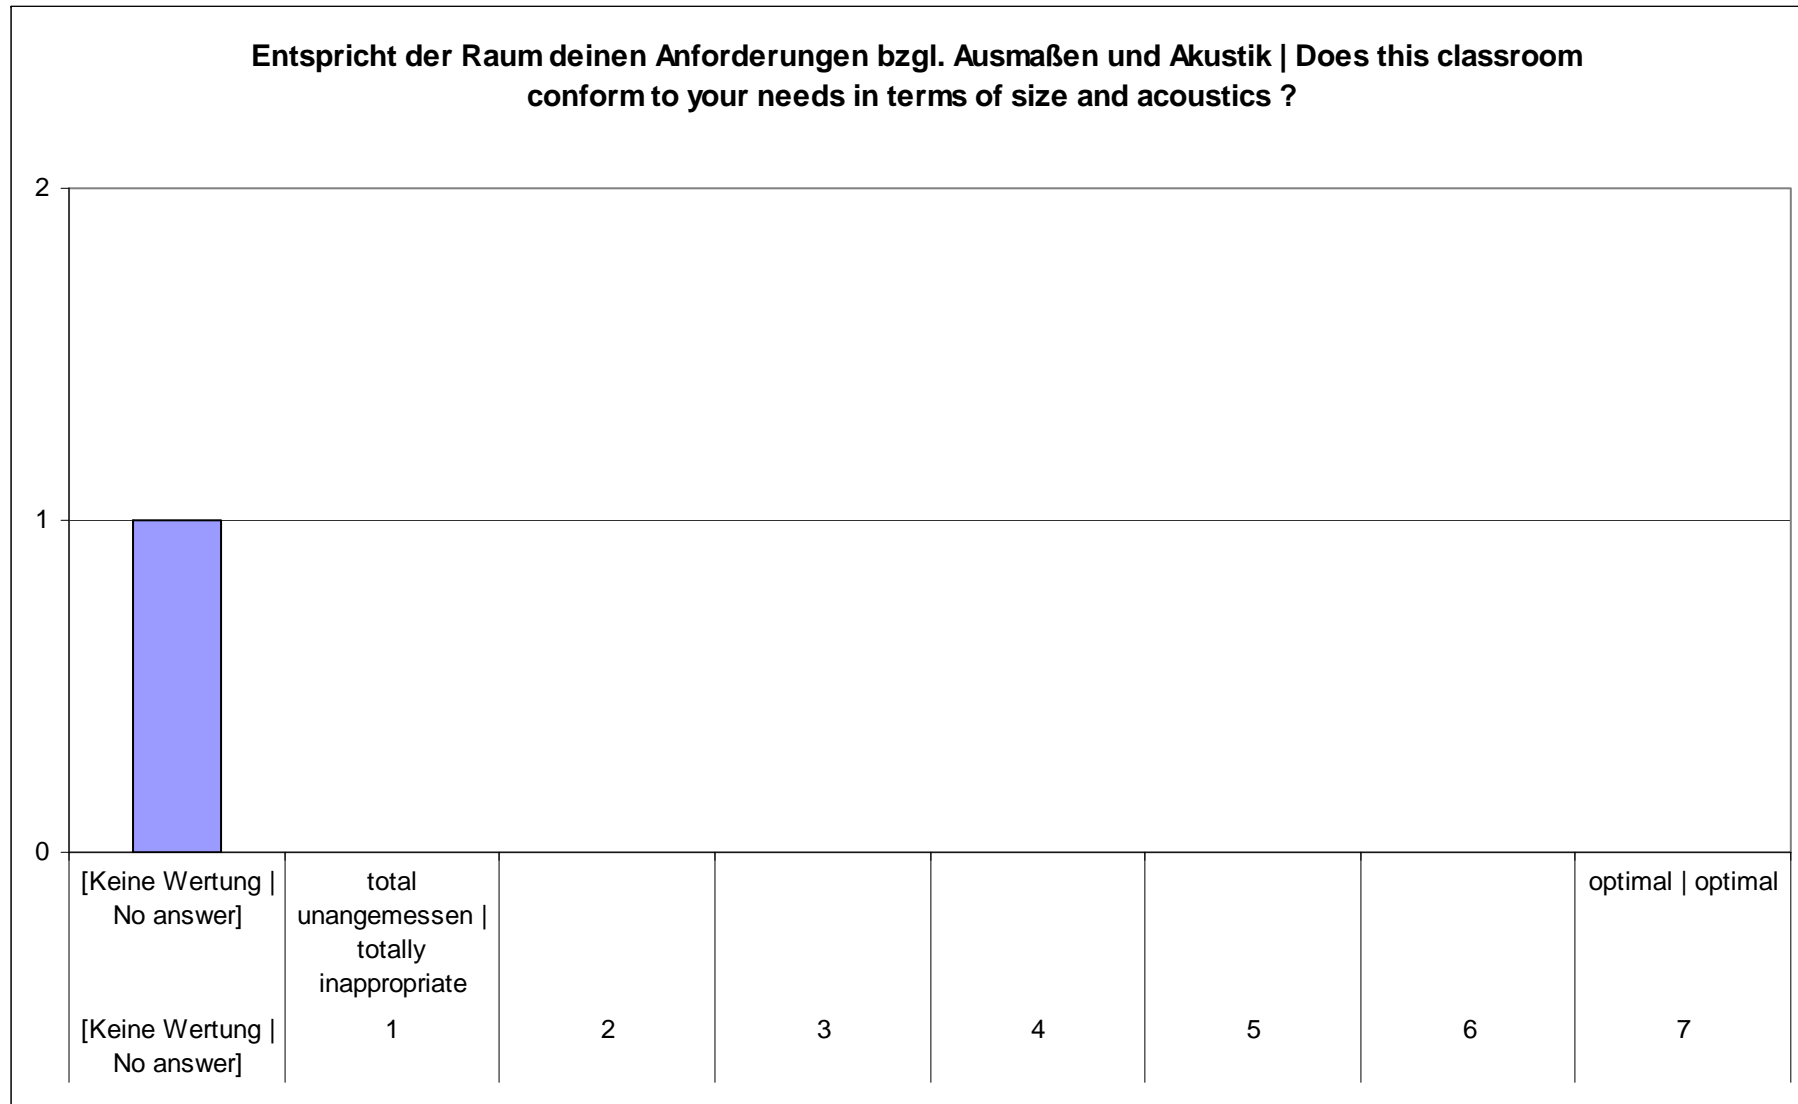 Entspricht der Raum deinen Anforderungen bzgl. Ausmaßen und Akustik | Does this classroom
conform to your needs in terms of size and acoustics ?
2
1
0
[Keine Wertung |
No answer]
total
unangemessen |
totally
inappropriate
optimal | optimal
[Keine Wertung |
No answer]
1
2
3
4
5
6
7